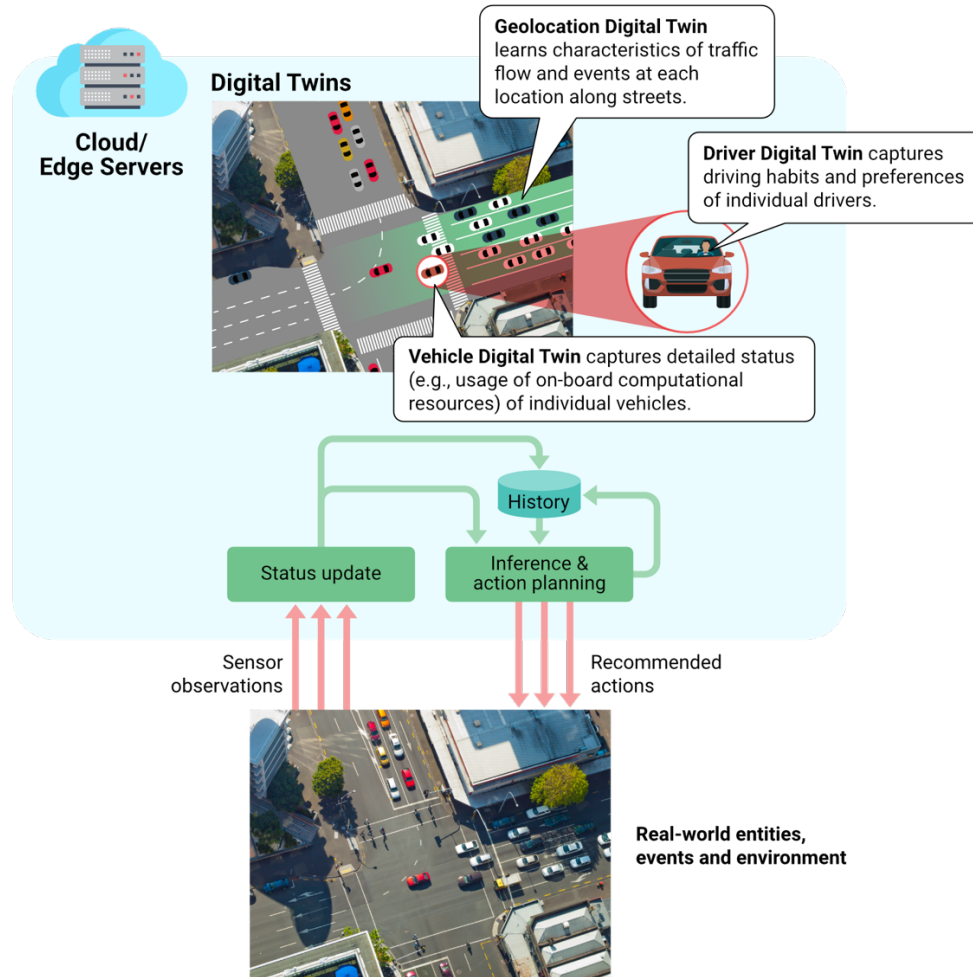 Geolocation Digital Twin
learns characteristics of traffic
flow and events at each
location along streets.
Digital Twins
Cloud/
Edge Servers
Driver Digital Twin captures
driving habits and preferences
of individual drivers.
Vehicle Digital Twin captures detailed status
(e.g., usage of on-board computational
resources) of individual vehicles.
History
Status update
Inference &
action planning
Sensor
observations
Recommended
actions
Real-world entities,
events and environment